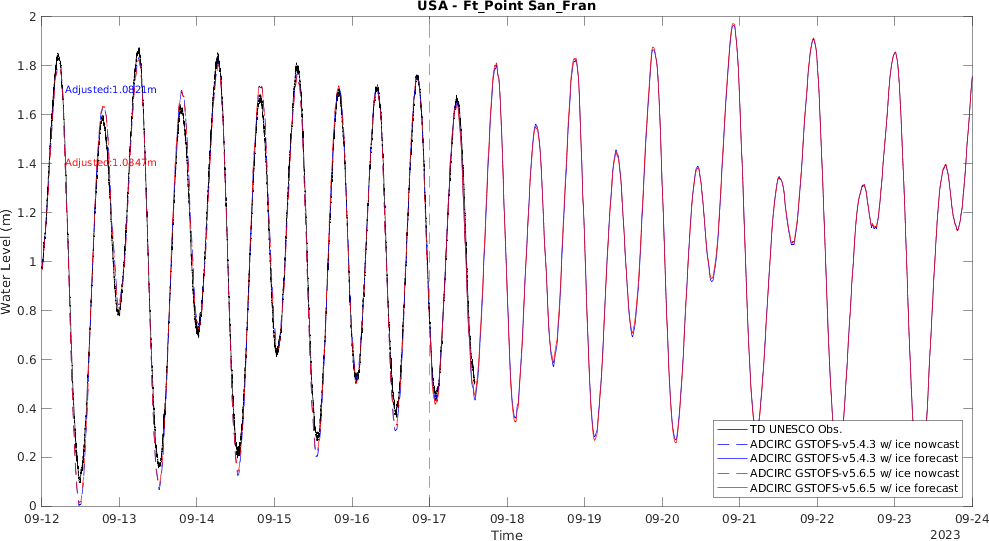 USA - Ft_Point San_Fran
2
1.8
1.6
1.4
1.2
1
0.8
0.6
0.4
0.2
0
Water Level (m)
Adjusted:1.0821m
Adjusted:1.0847m
TD UNESCO Obs.
ADCIRC GSTOFS-v5.4.3 w/ ice nowcast
ADCIRC GSTOFS-v5.4.3 w/ ice forecast
ADCIRC GSTOFS-v5.6.5 w/ ice nowcast
ADCIRC GSTOFS-v5.6.5 w/ ice forecast
09-12 09-13 09-14 09-15 09-16 09-17 09-18 09-19 09-20 09-21 09-22 09-23 09-24
Time
2023